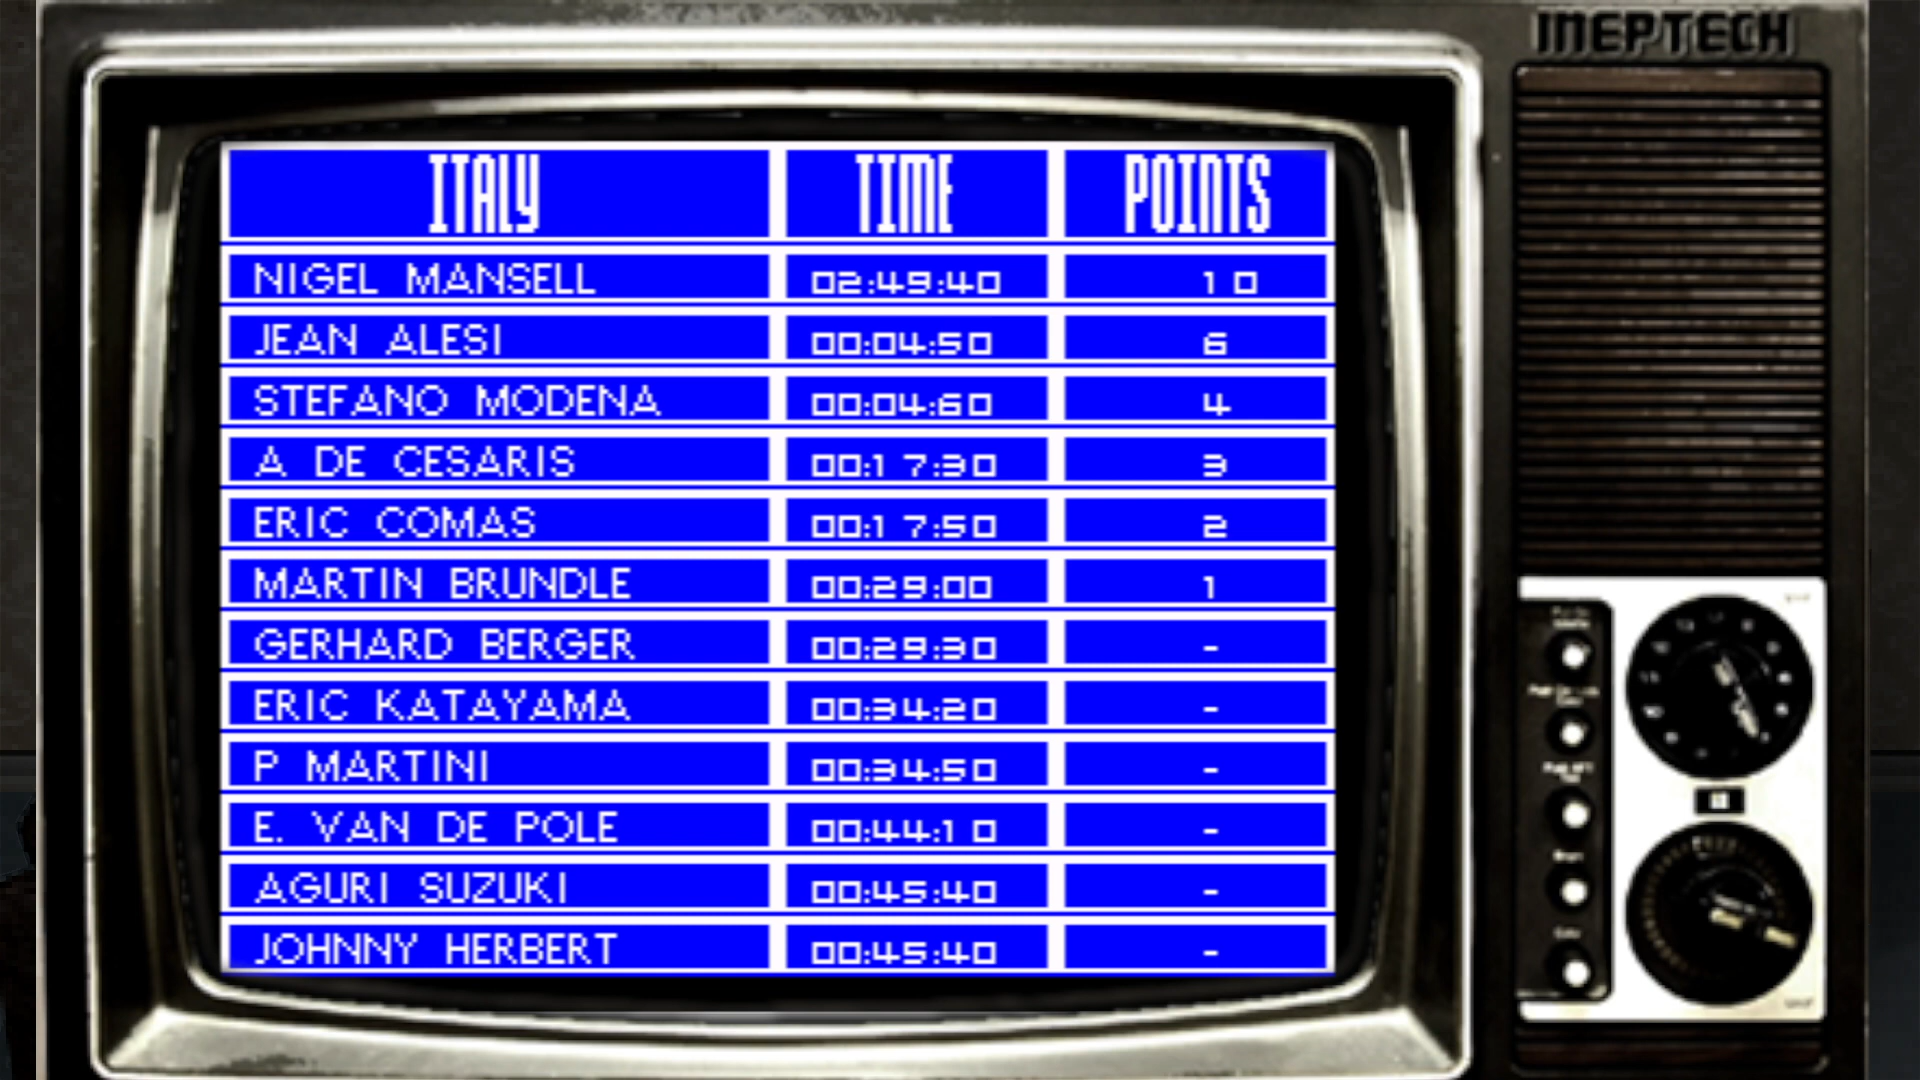 INEPTECH
ITALY TIME POINTS
NIGEL MANSELL 02:49:40 10
JEAN ALESI 00:04:50 6
STEFANO MODENA 00:04:60 4
A DE CESARIS 00:17:30 3
ERIC COMAS 00:17:50 2
MARTIN BRUNDLE 00:29:00 1
GERHARD BERGER 00:29:30 -
ERIC KATAYAMA 00:34:20 -
P MARTINI 00:34:50 -
E. VAN DE POLE 00:44:10 -
AGURI SUZUKI 00:45:40 -
JOHNNY HERBERT 00:45:40 -